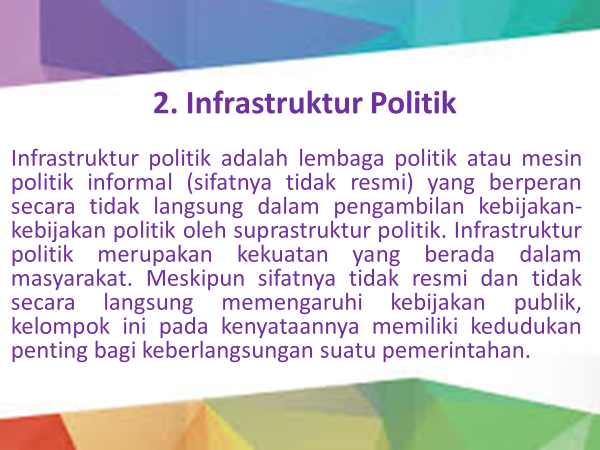 2. Infrastruktur Politik
Infrastruktur politik adalah lembaga politik atau mesin
politik informal (sifatnya tidak resmi) yang berperan
secara tidak langsung dalam pengambilan kebijakan-
kebijakan politik oleh suprastruktur politik. Infrastruktur
politik merupakan kekuatan yang berada dalam
masyarakat. Meskipun sifatnya tidak resmi dan tidak
secara langsung memengaruhi kebijakan publik,
kelompok ini pada kenyataannya memiliki kedudukan
penting bagi keberlangsungan suatu pemerintahan.